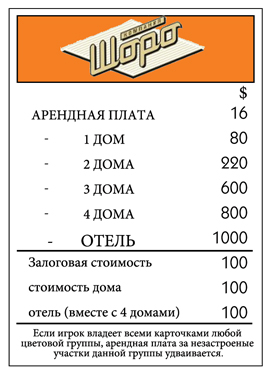 КОМПАНИЯ
Шоро
$
АРЕНДНАЯ ПЛАТА 16
- 1 ДОМ 80
- 2 ДОМА 220
- 3 ДОМА 600
- 4 ДОМА 800
- ОТЕЛЬ 1000
Залоговая стоимость 100
стоимость дома 100
отель (вместе с 4 домами) 100
Если игрок владеет всеми карточками любой
цветовой группы, арендная плата за незастроеные
участки данной группы удваивается.